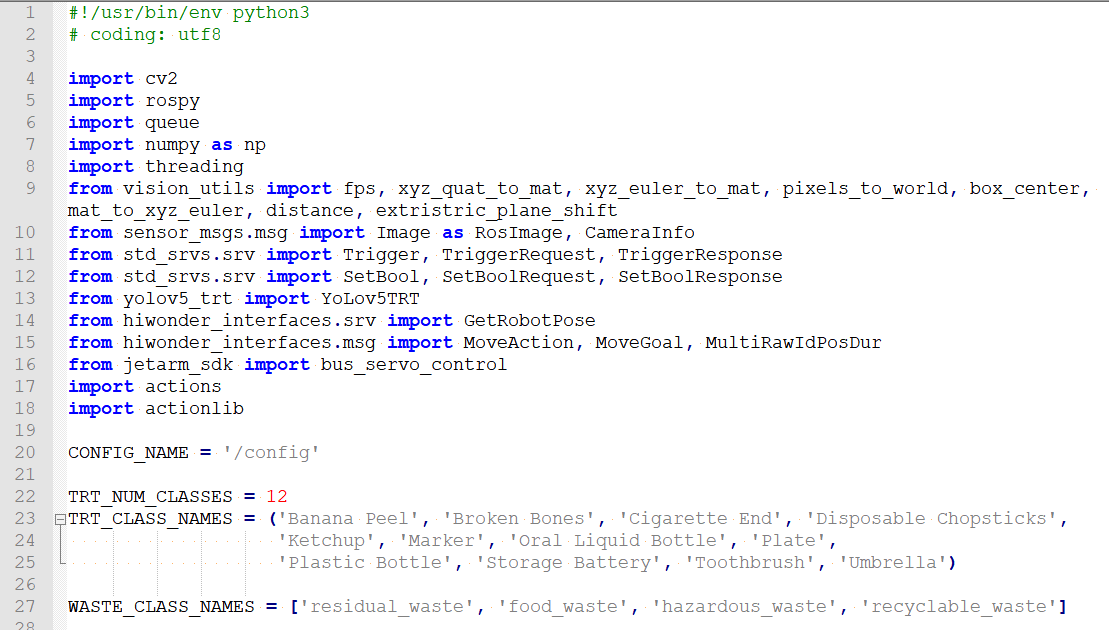 1 #!/usr/bin/env python3
2 # coding: utf8
3
4 import cv2
5 import rospy
6 import queue
7 import numpy as np
8 import threading
9 from vision_utils import fps, xyz_quat_to_mat, xyz_euler_to_mat, pixels_to_world, box_center,
mat_to_xyz_euler, distance, extristric_plane_shift
10 from sensor_msgs.msg import Image as RosImage, CameraInfo
11 from std_srvs.srv import Trigger, TriggerRequest, TriggerResponse
12 from std_srvs.srv import SetBool, SetBoolRequest, SetBoolResponse
13 from yolov5_trt import YoLov5TRT
14 from hiwonder_interfaces.srv import GetRobotPose
15 from hiwonder_interfaces.msg import MoveAction, MoveGoal, MultiRawIdPosDur
16 from jetarm_sdk import bus_servo_control
17 import actions
18 import actionlib
19
20 CONFIG_NAME = '/config'
21
22 TRT_NUM_CLASSES = 12
23 TRT_CLASS_NAMES = ('Banana Peel', 'Broken Bones', 'Cigarette End', 'Disposable Chopsticks',
24 'Ketchup', 'Marker', 'Oral Liquid Bottle', 'Plate',
25 'Plastic Bottle', 'Storage Battery', 'Toothbrush', 'Umbrella')
26
27 WASTE_CLASS_NAMES = ['residual_waste', 'food_waste', 'hazardous_waste', 'recyclable_waste']
28